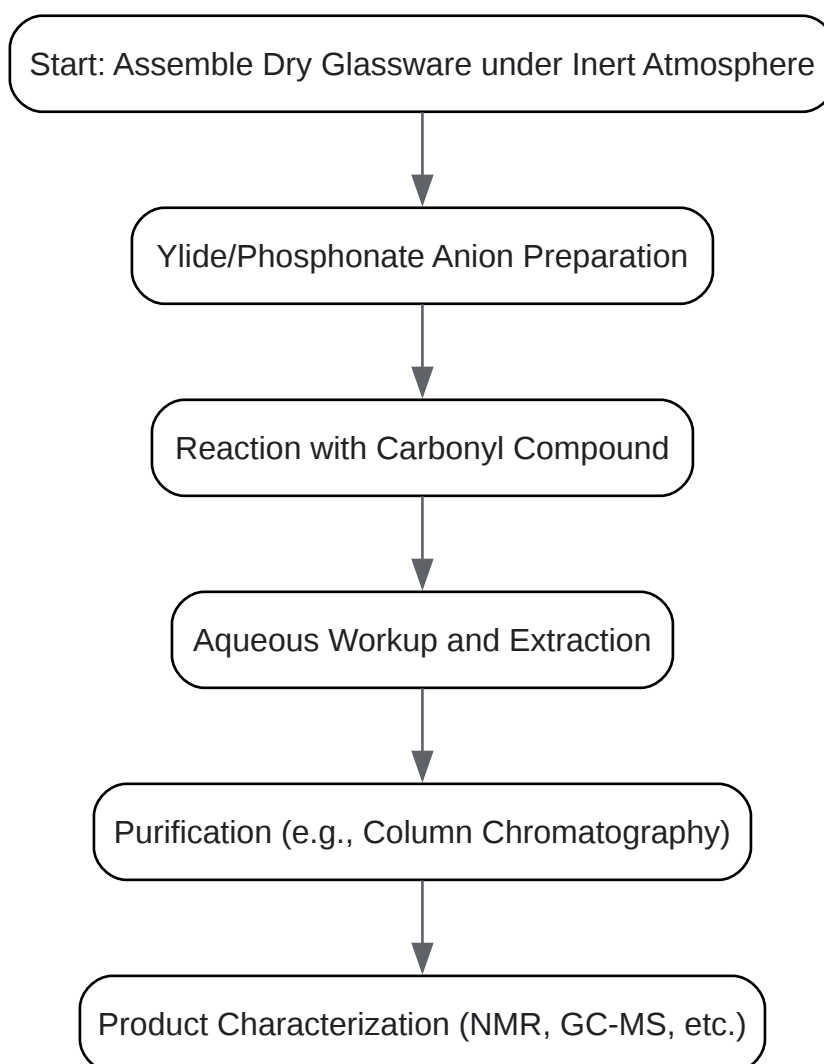 Start: Assemble Dry Glassware under Inert Atmosphere
Ylide/Phosphonate Anion Preparation
Reaction with Carbonyl Compound
Aqueous Workup and Extraction
Purification (e.g., Column Chromatography)
Product Characterization (NMR, GC-MS, etc.)